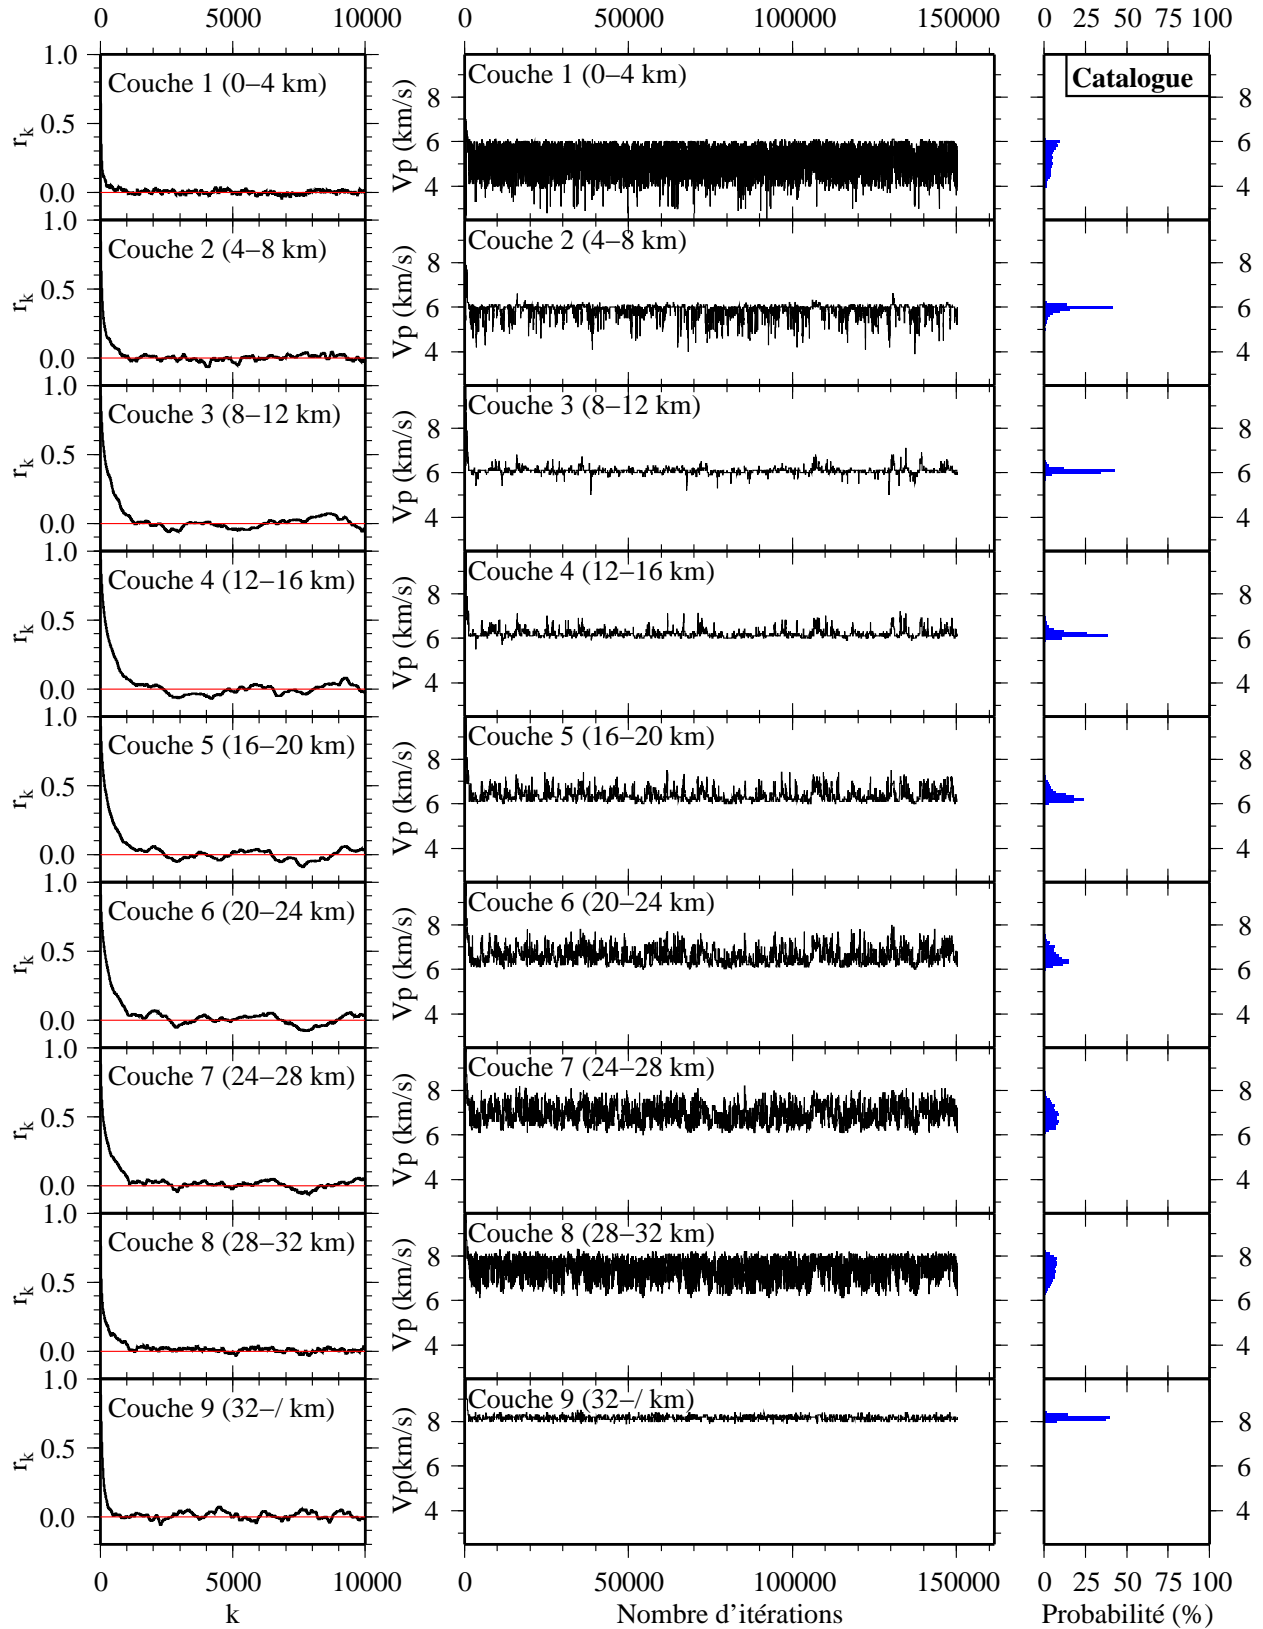 0 5000 10000 0 50000 100000 150000 0 25 50 75 100
1.0 0.5 0.0 r_k Couche 1 (0–4 km) Vp (km/s) 8 6 4 Couche 1 (0–4 km) Catalogue 8 6 4
1.0 0.5 0.0 r_k Couche 2 (4–8 km) Vp (km/s) 8 6 4 Couche 2 (4–8 km) 8 6 4
1.0 0.5 0.0 r_k Couche 3 (8–12 km) Vp (km/s) 8 6 4 Couche 3 (8–12 km) 8 6 4
1.0 0.5 0.0 r_k Couche 4 (12–16 km) Vp (km/s) 8 6 4 Couche 4 (12–16 km) 8 6 4
1.0 0.5 0.0 r_k Couche 5 (16–20 km) Vp (km/s) 8 6 4 Couche 5 (16–20 km) 8 6 4
1.0 0.5 0.0 r_k Couche 6 (20–24 km) Vp (km/s) 8 6 4 Couche 6 (20–24 km) 8 6 4
1.0 0.5 0.0 r_k Couche 7 (24–28 km) Vp (km/s) 8 6 4 Couche 7 (24–28 km) 8 6 4
1.0 0.5 0.0 r_k Couche 8 (28–32 km) Vp (km/s) 8 6 4 Couche 8 (28–32 km) 8 6 4
1.0 0.5 0.0 r_k Couche 9 (32–/ km) Vp(km/s) 8 6 4 Couche 9 (32–/ km) 8 6 4
0 5000 10000 0 50000 100000 150000 0 25 50 75 100
k Nombre d'itérations Probabilité (%)